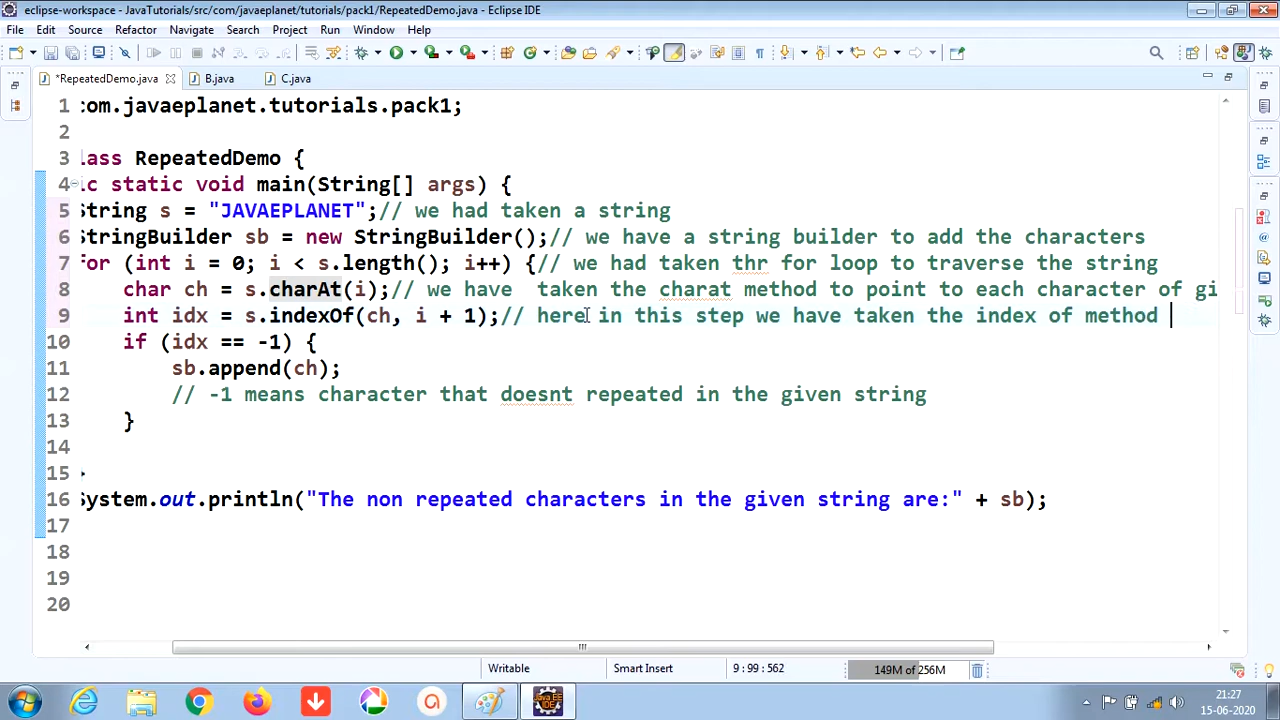 eclipse-workspace - JavaTutorials/src/com/javaeplanet/tutorials/pack1/RepeatedDemo.java - Eclipse IDE
File Edit Source Refactor Navigate Search Project Run Window Help
*RepeatedDemo.java B.java C.java
1 com.javaeplanet.tutorials.pack1;
2
3 lass RepeatedDemo {
4 ic static void main(String[] args) {
5 String s = "JAVAEPLANET";// we had taken a string
6 StringBuilder sb = new StringBuilder();// we have a string builder to add the characters
7 for (int i = 0; i < s.length(); i++) {// we had taken thr for loop to traverse the string
8 char ch = s.charAt(i);// we have  taken the charat method to point to each character of gi
9 int idx = s.indexOf(ch, i + 1);// here in this step we have taken the index of method
10 if (idx == -1) {
11 sb.append(ch);
12 // -1 means character that doesnt repeated in the given string
13 }
14
15 }
16 System.out.println("The non repeated characters in the given string are:" + sb);
17
18
19
20
Writable Smart Insert 9 : 99 : 562 149M of 256M
JavaEE IDE 21:27
15-06-2020